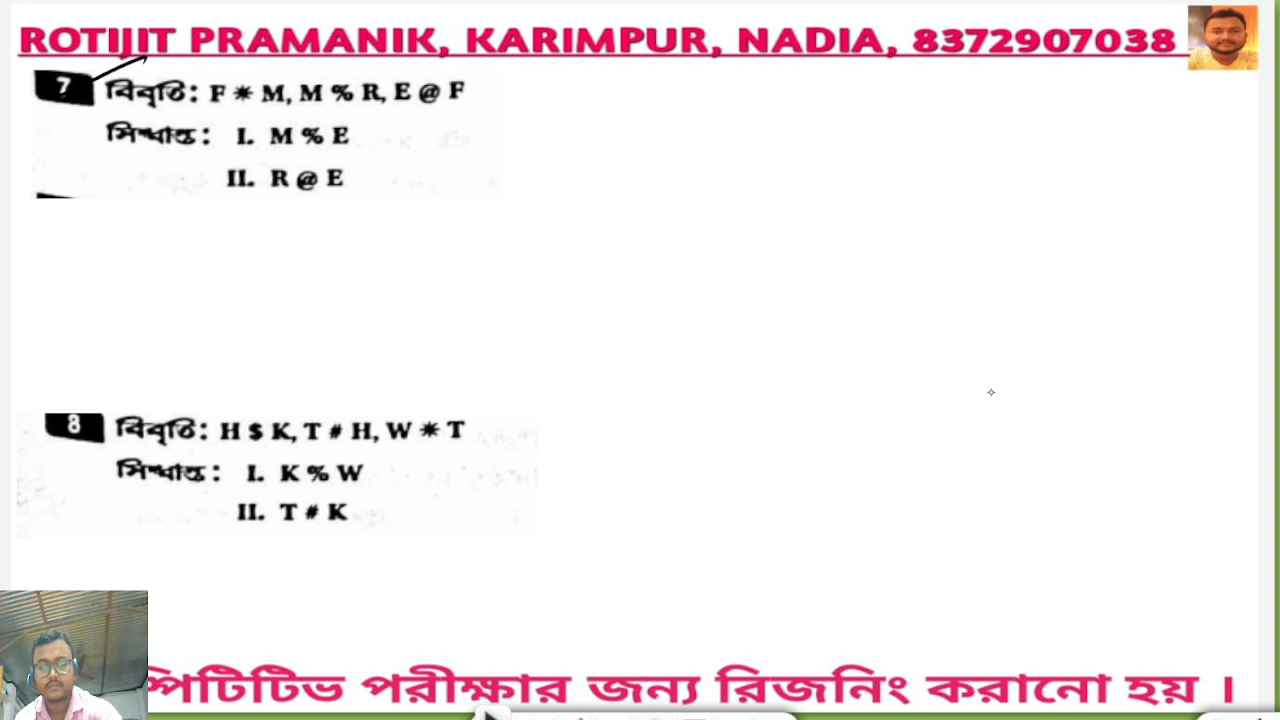 ROTIJIT PRAMANIK, KARIMPUR, NADIA, 8372907038
7 বিবৃতি: F * M, M % R, E @ F
সিদ্ধান্ত: I. M % E
II. R @ E
8 বিবৃতি: H $ K, T # H, W * T
সিদ্ধান্ত: I. K % W
II. T # K
পরীক্ষার জন্য রিজনিং করানো হয় ।